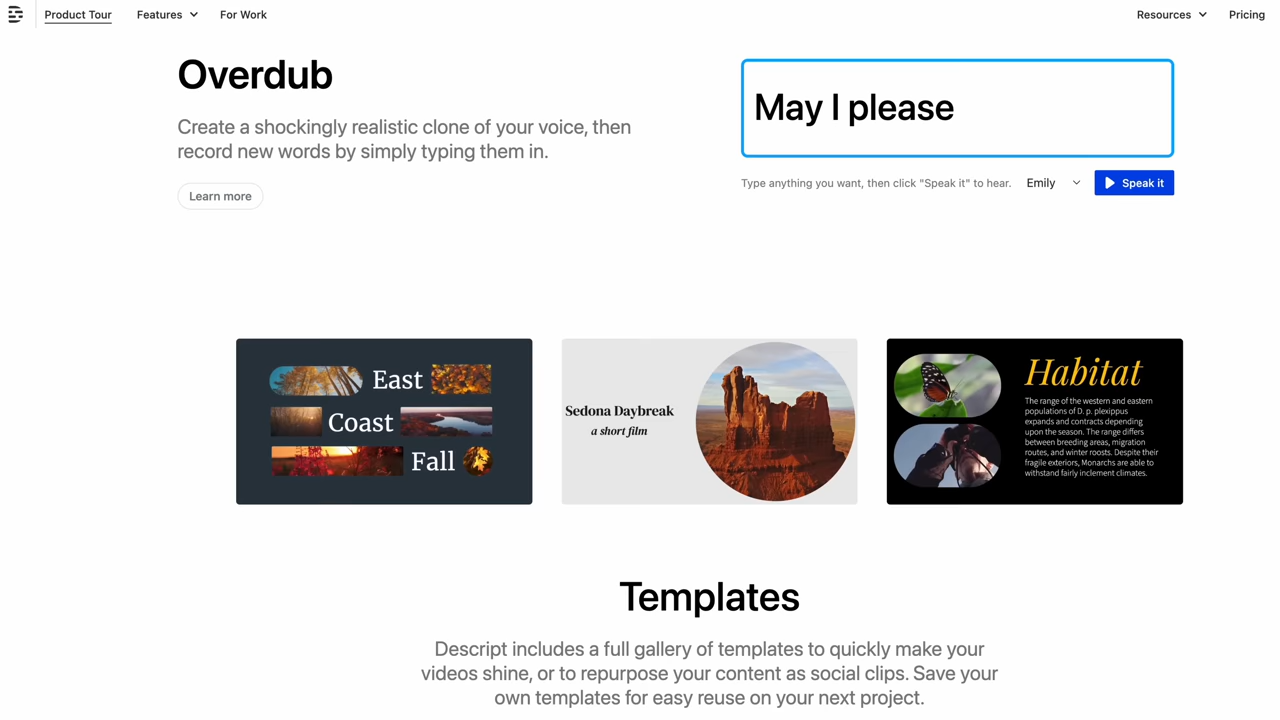 Product Tour
Features
For Work
Resources
Pricing
Overdub
Create a shockingly realistic clone of your voice, then
record new words by simply typing them in.
Learn more
May I please
Type anything you want, then click "Speak it" to hear.
Emily
Speak it
East
Coast
Fall
Sedona Daybreak
a short film
Habitat
The range of the western and eastern
populations of D. p. plexippus
expands and contracts depending
upon the season. The range differs
between breeding areas, migration
routes, and winter roosts. Despite their
fragile exteriors, Monarchs are able to
withstand fairly inclement climates.
Templates
Descript includes a full gallery of templates to quickly make your
videos shine, or to repurpose your content as social clips. Save your
own templates for easy reuse on your next project.